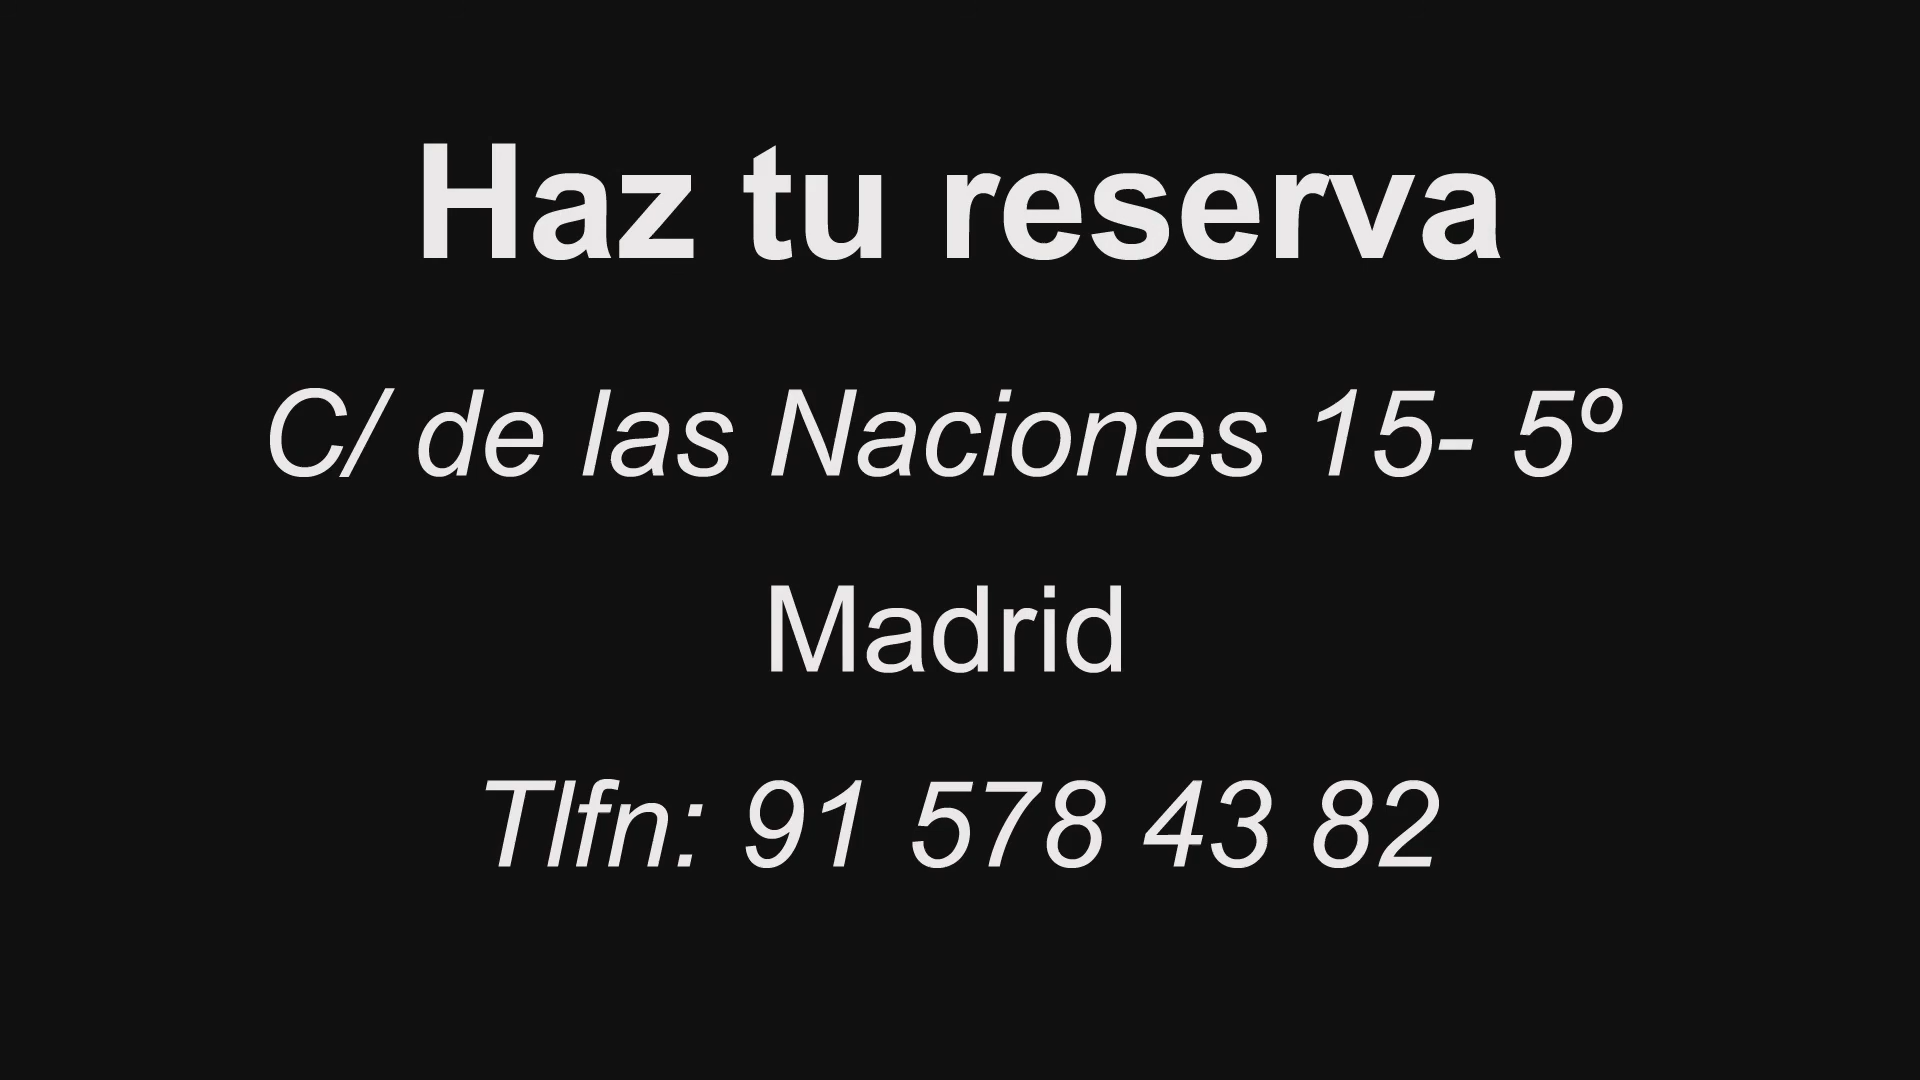 Haz tu reserva
C/ de las Naciones 15- 5º
Madrid
Tlfn: 91 578 43 82